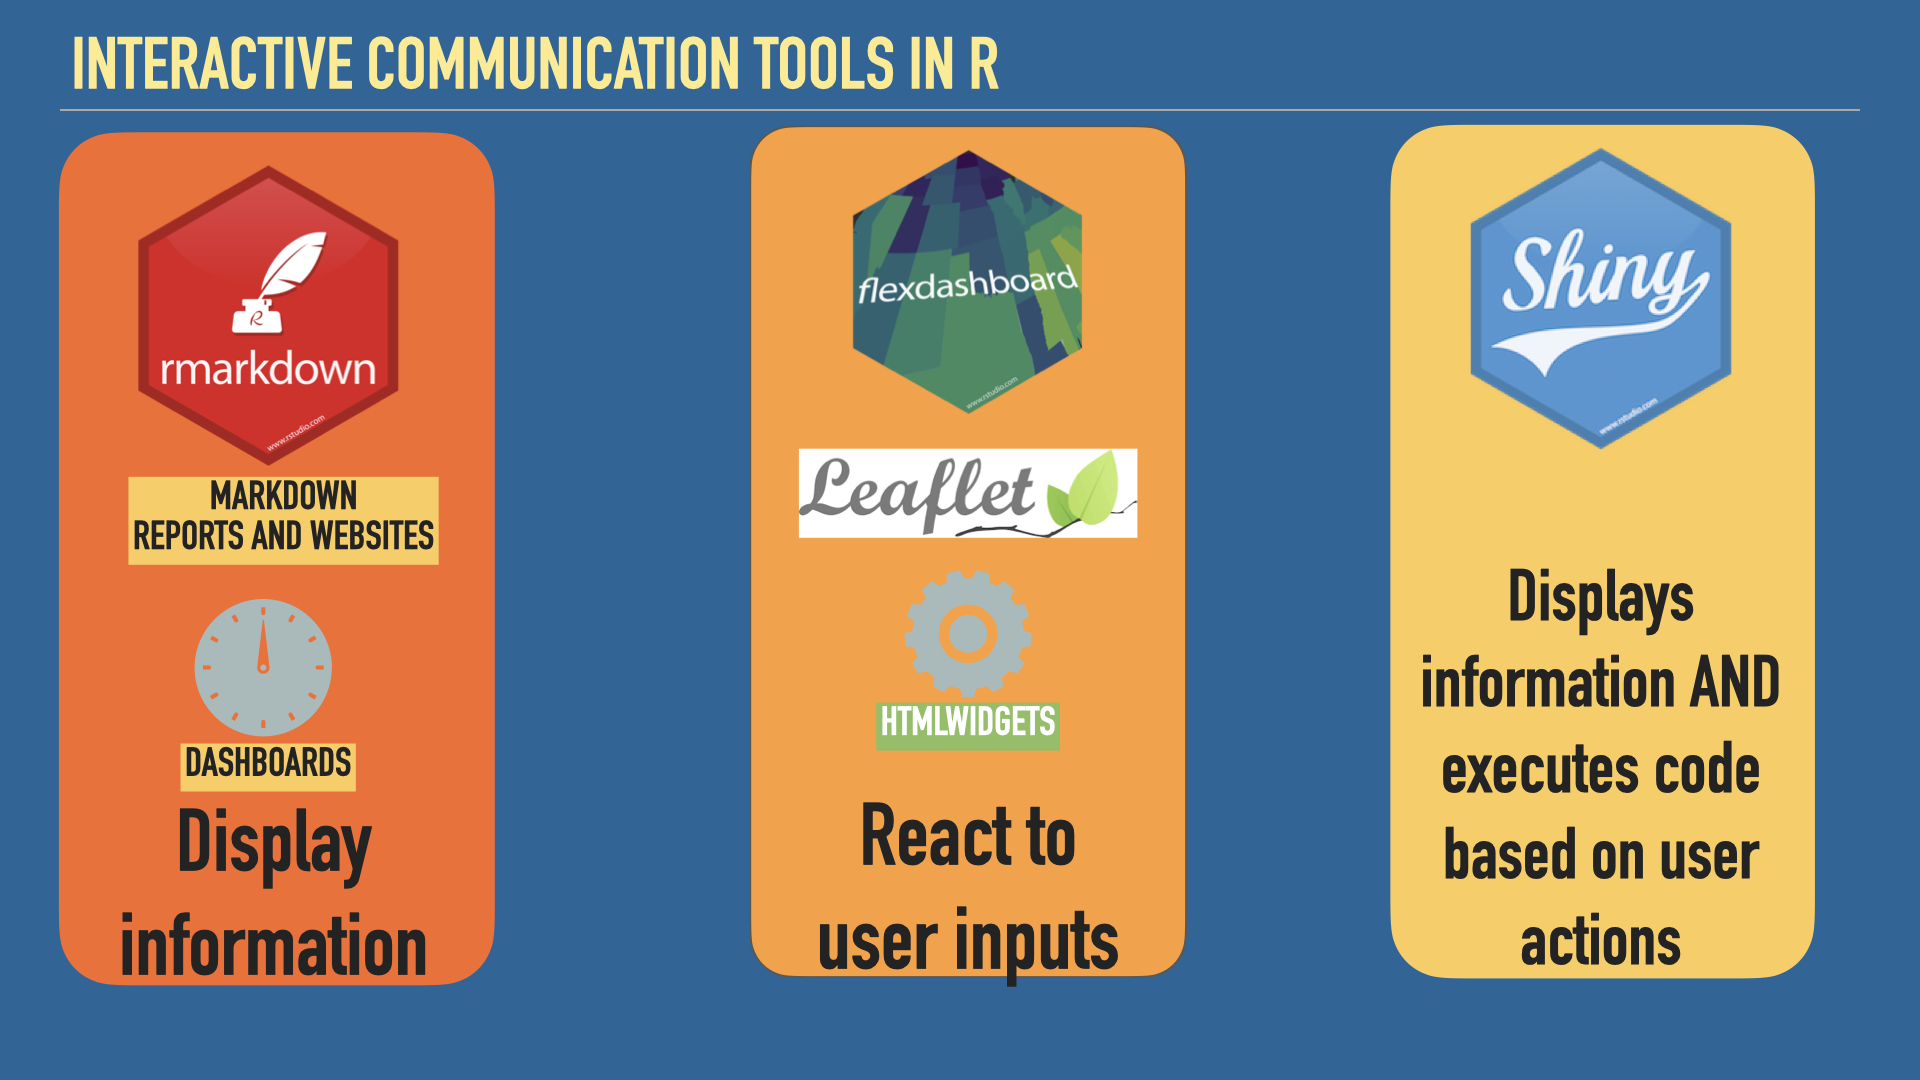 INTERACTIVE COMMUNICATION TOOLS IN R
R
rmarkdown
www.rstudio.com
MARKDOWN
REPORTS AND WEBSITES
DASHBOARDS
Display
information
flexdashboard
www.rstudio.com
Leaflet
HTMLWIDGETS
React to
user inputs
Shiny
www.rstudio.com
Displays
information AND
executes code
based on user
actions